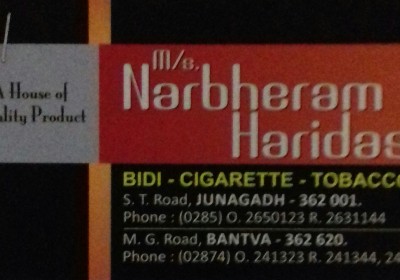 A House of
ality Product
M/s.
Narbheram
Haridas
BIDI - CIGARETTE - TOBACCO
S. T. Road, JUNAGADH - 362 001.
Phone : (0285) O. 2650123 R. 2631144
M. G. Road, BANTVA - 362 620.
Phone : (02874) O. 241323 R. 241344, 24